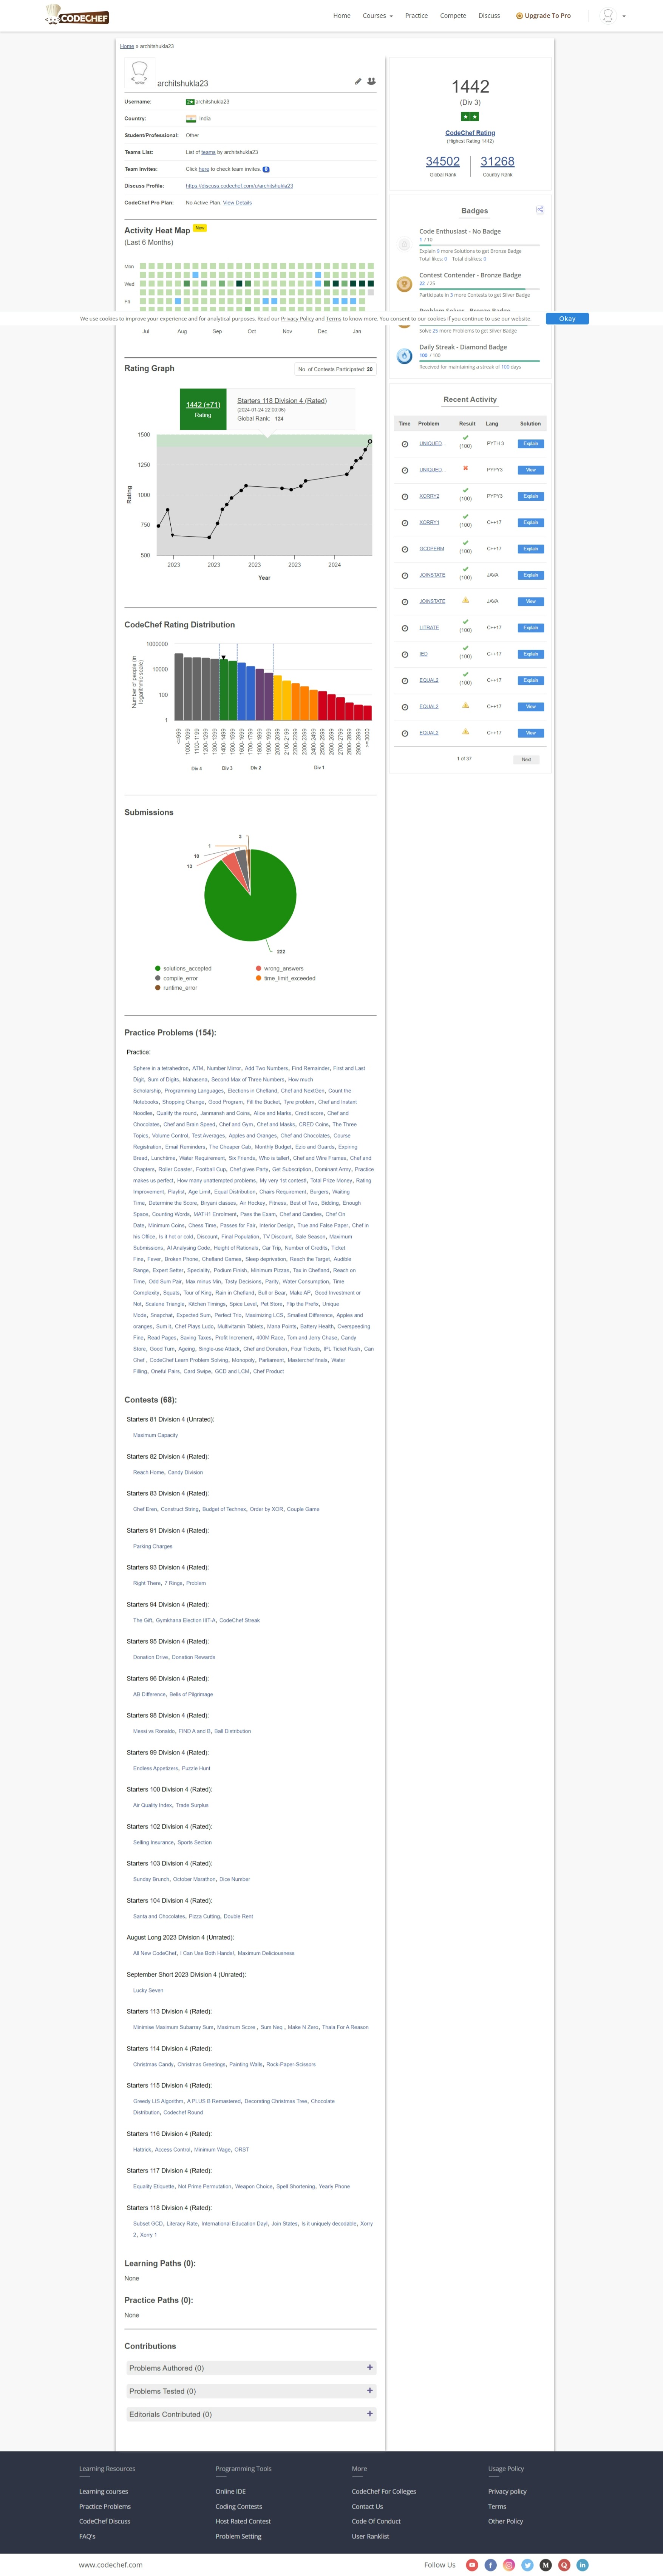 CODECHEF
Home Courses Practice Compete Discuss Upgrade To Pro
Home » architshukla23
architshukla23
Username: 2★ architshukla23
Country: India
Student/Professional: Other
Teams List: List of teams by architshukla23
Team Invites: Click here to check team invites 0
Discuss Profile: https://discuss.codechef.com/u/architshukla23
CodeChef Pro Plan: No Active Plan. View Details
Activity Heat Map New
(Last 6 Months)
Mon
Wed
Fri
We use cookies to improve your experience and for analytical purposes. Read our Privacy Policy and Terms to know more. You consent to our cookies if you continue to use our website. Okay
Jul Aug Sep Oct Nov Dec Jan
Rating Graph
No. of Contests Participated: 20
1442 (+71)
Rating
Starters 118 Division 4 (Rated)
(2024-01-24 22:00:06)
Global Rank: 124
1500
1250
1000
750
500
Rating
2023 2023 2023 2023 2024
Year
CodeChef Rating Distribution
Number of people (in logarithmic scale)
1000000
10000
100
1
<=999 1000-1099 1100-1199 1200-1299 1300-1399 1400-1499 1500-1599 1600-1699 1700-1799 1800-1899 1900-1999 2000-2099 2100-2199 2200-2299 2300-2399 2400-2499 2500-2599 2600-2699 2700-2799 2800-2899 2900-2999 >=3000
Div 4 Div 3 Div 2 Div 1
Submissions
3
1
18
12
222
solutions_accepted wrong_answers
compile_error time_limit_exceeded
runtime_error
Practice Problems (154):
Practice:
Sphere in a tetrahedron, ATM, Number Mirror, Add Two Numbers, Find Remainder, First and Last
Digit, Sum of Digits, Mahasena, Second Max of Three Numbers, How much
Scholarship, Programming Languages, Elections in Chefland, Chef and NextGen, Count the
Notebooks, Shopping Change, Good Program, Fill the Bucket, Tyre problem, Chef and Instant
Noodles, Qualify the round, Janmansh and Coins, Alice and Marks, Credit score, Chef and
Chocolates, Chef and Brain Speed, Chef and Gym, Chef and Masks, CRED Coins, The Three
Topics, Volume Control, Test Averages, Apples and Oranges, Chef and Chocolates, Course
Registration, Email Reminders, The Cheaper Cab, Monthly Budget, Ezio and Guards, Expiring
Bread, Lunchtime, Water Requirement, Six Friends, Who is taller!, Chef and Wire Frames, Chef and
Chapters, Roller Coaster, Football Cup, Chef gives Party, Get Subscription, Dominant Army, Practice
makes us perfect, How many unattempted problems, My very 1st contest!, Total Prize Money, Rating
Improvement, Playlist, Age Limit, Equal Distribution, Chairs Requirement, Burgers, Waiting
Time, Determine the Score, Biryani classes, Air Hockey, Fitness, Best of Two, Bidding, Enough
Space, Counting Words, MATH1 Enrolment, Pass the Exam, Chef and Candies, Chef On
Date, Minimum Coins, Chess Time, Passes for Fair, Interior Design, True and False Paper, Chef in
his Office, Is it hot or cold, Discount, Final Population, TV Discount, Sale Season, Maximum
Submissions, AI Analysing Code, Height of Rationals, Car Trip, Number of Credits, Ticket
Fine, Fever, Broken Phone, Chefland Games, Sleep deprivation, Reach the Target, Audible
Range, Expert Setter, Speciality, Podium Finish, Minimum Pizzas, Tax in Chefland, Reach on
Time, Odd Sum Pair, Max minus Min, Tasty Decisions, Parity, Water Consumption, Time
Complexity, Squats, Tour of King, Rain in Chefland, Bull or Bear, Make AP, Good Investment or
Not, Scalene Triangle, Kitchen Timings, Spice Level, Pet Store, Flip the Prefix, Unique
Mode, Snapchat, Expected Sum, Perfect Trio, Maximizing LCS, Smallest Difference, Apples and
oranges, Sum it, Chef Plays Ludo, Multivitamin Tablets, Mana Points, Battery Health, Overspeeding
Fine, Read Pages, Saving Taxes, Profit Increment, 400M Race, Tom and Jerry Chase, Candy
Store, Good Turn, Ageing, Single-use Attack, Chef and Donation, Four Tickets, IPL Ticket Rush, Can
Chef , CodeChef Learn Problem Solving, Monopoly, Parliament, Masterchef finals, Water
Filling, Oneful Pairs, Card Swipe, GCD and LCM, Chef Product
Contests (68):
Starters 81 Division 4 (Unrated):
Maximum Capacity
Starters 82 Division 4 (Rated):
Reach Home, Candy Division
Starters 83 Division 4 (Rated):
Chef Eren, Construct String, Budget of Technex, Order by XOR, Couple Game
Starters 91 Division 4 (Rated):
Parking Charges
Starters 93 Division 4 (Rated):
Right There, 7 Rings, Problem
Starters 94 Division 4 (Rated):
The Gift, Gymkhana Election IIIT-A, CodeChef Streak
Starters 95 Division 4 (Rated):
Donation Drive, Donation Rewards
Starters 96 Division 4 (Rated):
AB Difference, Bells of Pilgrimage
Starters 98 Division 4 (Rated):
Messi vs Ronaldo, FIND A and B, Ball Distribution
Starters 99 Division 4 (Rated):
Endless Appetizers, Puzzle Hunt
Starters 100 Division 4 (Rated):
Air Quality Index, Trade Surplus
Starters 102 Division 4 (Rated):
Selling Insurance, Sports Section
Starters 103 Division 4 (Rated):
Sunday Brunch, October Marathon, Dice Number
Starters 104 Division 4 (Rated):
Santa and Chocolates, Pizza Cutting, Double Rent
August Long 2023 Division 4 (Unrated):
All New CodeChef, I Can Use Both Hands!, Maximum Deliciousness
September Short 2023 Division 4 (Unrated):
Lucky Seven
Starters 113 Division 4 (Rated):
Minimise Maximum Subarray Sum, Maximum Score , Sum Neq , Make N Zero, Thala For A Reason
Starters 114 Division 4 (Rated):
Christmas Candy, Christmas Greetings, Painting Walls, Rock-Paper-Scissors
Starters 115 Division 4 (Rated):
Greedy LIS Algorithm, A PLUS B Remastered, Decorating Christmas Tree, Chocolate
Distribution, Codechef Round
Starters 116 Division 4 (Rated):
Hattrick, Access Control, Minimum Wage, ORST
Starters 117 Division 4 (Rated):
Equality Etiquette, Not Prime Permutation, Weapon Choice, Spell Shortening, Yearly Phone
Starters 118 Division 4 (Rated):
Subset GCD, Literacy Rate, International Education Day!, Join States, Is it uniquely decodable, Xorry
2, Xorry 1
Learning Paths (0):
None
Practice Paths (0):
None
Contributions
Problems Authored (0) +
Problems Tested (0) +
Editorials Contributed (0) +
1442
(Div 3)
★ ★
CodeChef Rating
(Highest Rating 1442)
34502 31268
Global Rank Country Rank
Badges
Code Enthusiast - No Badge
1 / 10
Explain 9 more Solutions to get Bronze Badge
Total likes: 0 Total dislikes: 0
Contest Contender - Bronze Badge
22 / 25
Participate in 3 more Contests to get Silver Badge
Problem Solver - Bronze Badge
Solve 25 more Problems to get Silver Badge
Daily Streak - Diamond Badge
100 / 100
Received for maintaining a streak of 100 days
Recent Activity
Time Problem Result Lang Solution
UNIQUED... (100) PYTH 3 Explain
UNIQUED... PYPY3 View
XORRY2 (100) PYPY3 Explain
XORRY1 (100) C++17 Explain
GCDPERM (100) C++17 Explain
JOINSTATE (100) JAVA Explain
JOINSTATE JAVA View
LITRATE (100) C++17 Explain
IED (100) C++17 Explain
EQUAL2 (100) C++17 Explain
EQUAL2 C++17 View
EQUAL2 C++17 View
1 of 37 Next
Learning Resources Programming Tools More Usage Policy
Learning courses Online IDE CodeChef For Colleges Privacy policy
Practice Problems Coding Contests Contact Us Terms
CodeChef Discuss Host Rated Contest Code Of Conduct Other Policy
FAQ's Problem Setting User Ranklist
www.codechef.com Follow Us